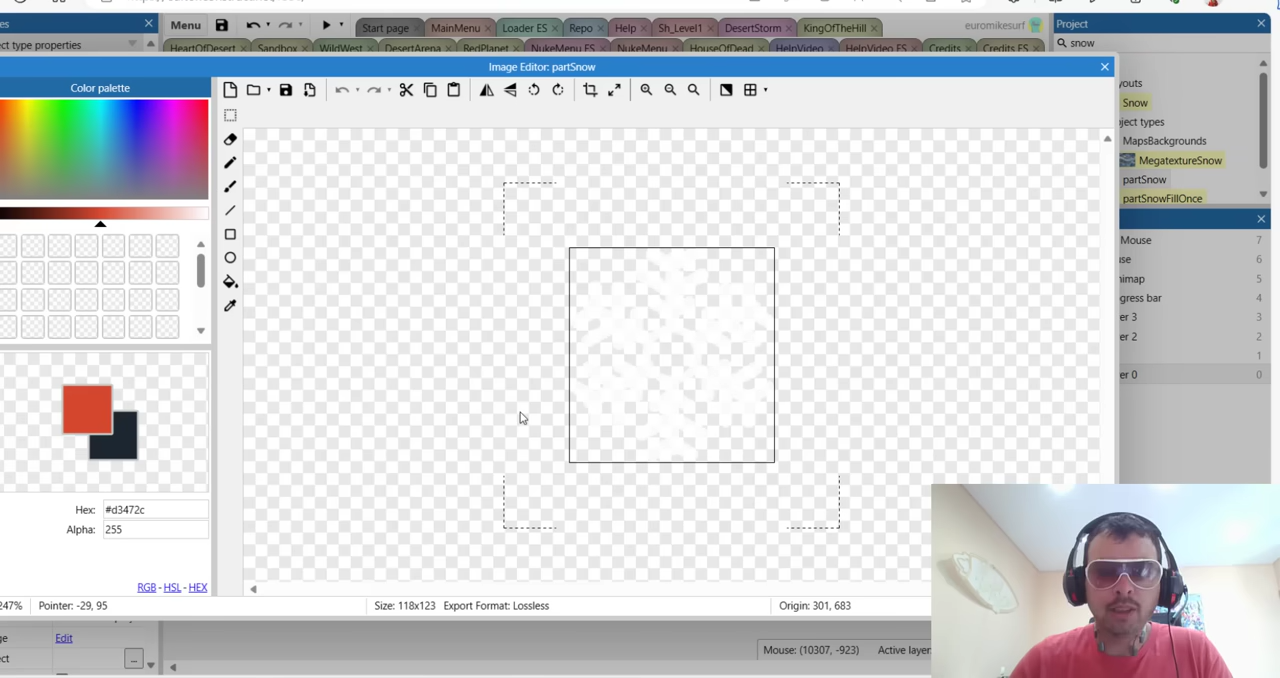 Menu
Start page
MainMenu
Loader ES
Repo
Help
Sh_Level1
DesertStorm
KingOfTheHill
euromikesurf
Project
ect type properties
HeartOfDesert
Sandbox
WildWest
DesertArena
RedPlanet
NukeMenu ES
NukeMenu
HouseOfDead
HelpVideo
HelpVideo ES
Credits
Credits ES
snow
Image Editor: partSnow
Color palette
youts
Snow
ject types
MapsBackgrounds
MegatextureSnow
partSnow
partSnowFillOnce
Mouse 7
use 6
nimap 5
gress bar 4
er 3 3
er 2 2
1
er 0 0
Hex: #d3472c
Alpha: 255
RGB - HSL - HEX
247% Pointer: -29, 95
Size: 118x123 Export Format: Lossless
Origin: 301, 683
ge Edit
ect ...
Mouse: (10307, -923) Active layer